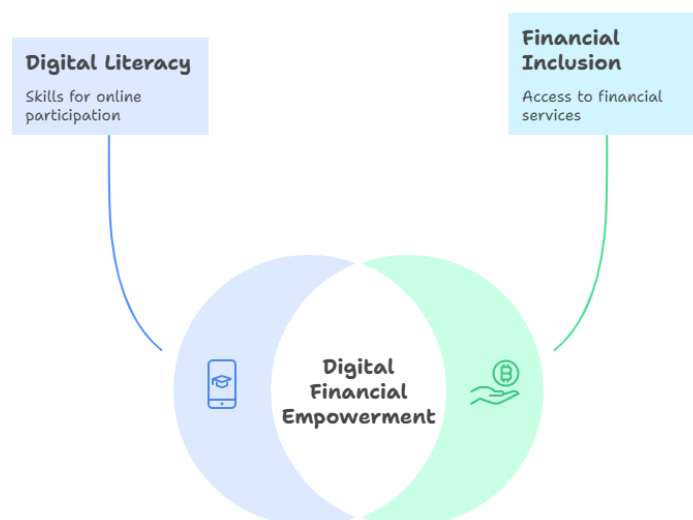 Digital Literacy
Skills for online
participation
Financial
Inclusion
Access to financial
services
Digital
Financial
Empowerment